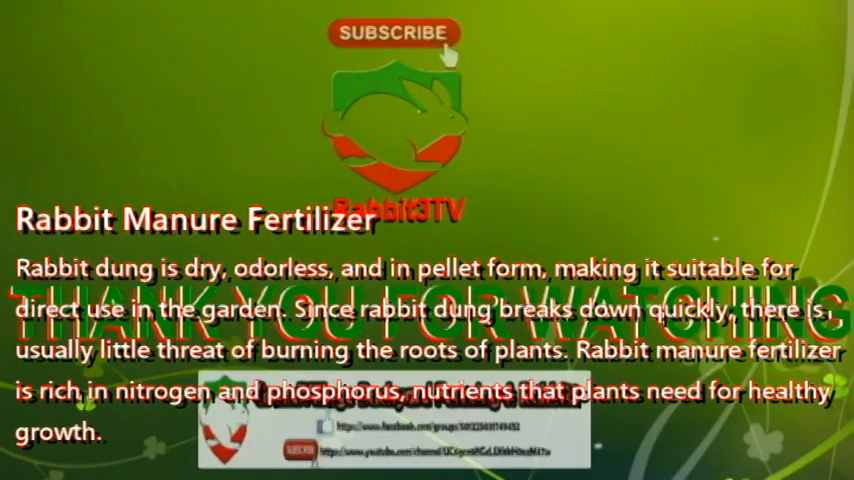 SUBSCRIBE
Rabbit3TV
Rabbit Manure Fertilizer
Rabbit dung is dry, odorless, and in pellet form, making it suitable for
direct use in the garden. Since rabbit dung breaks down quickly, there is
usually little threat of burning the roots of plants. Rabbit manure fertilizer
is rich in nitrogen and phosphorus, nutrients that plants need for healthy
growth.
THANK YOU FOR WATCHING
SUBSCRIBE